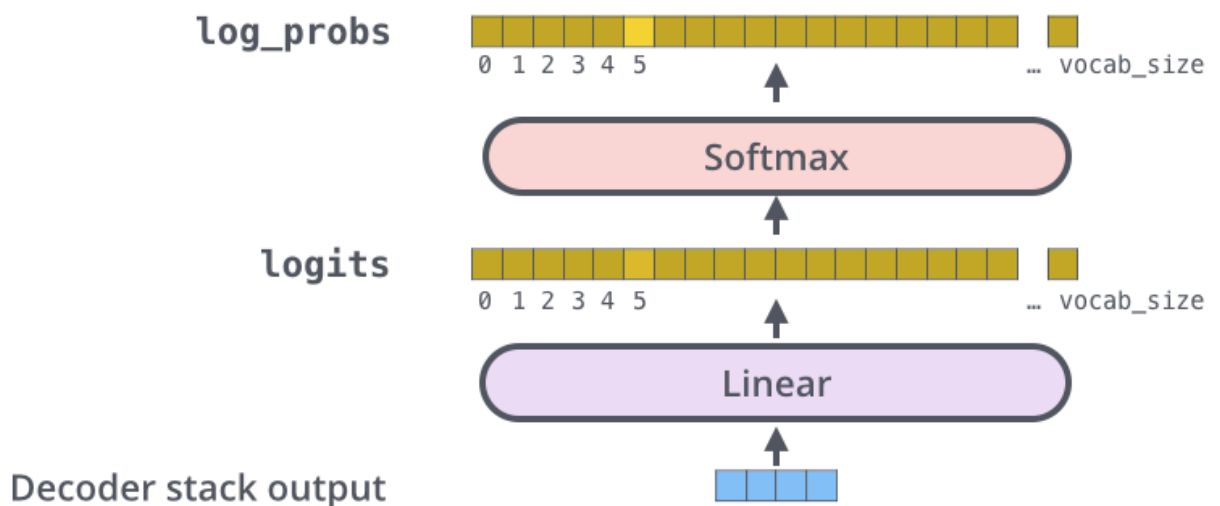 log_probs
0 1 2 3 4 5 … vocab_size
Softmax
logits
0 1 2 3 4 5 … vocab_size
Linear
Decoder stack output